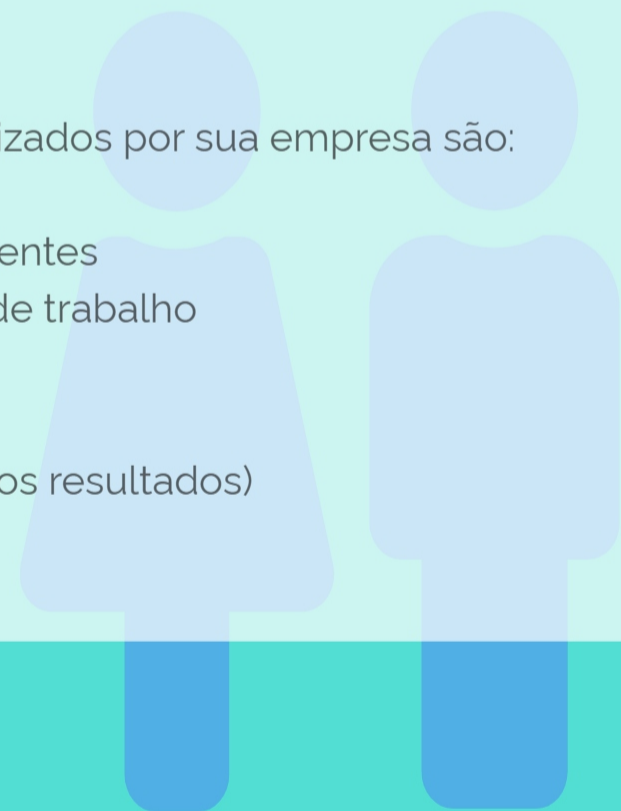 izados por sua empresa são:
entes
de trabalho
os resultados)